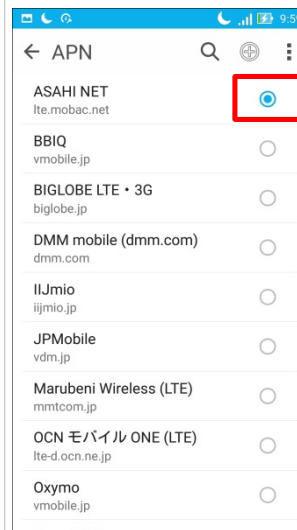 9:5
APN
ASAHI NET
lte.mobac.net
BBIQ
vmobile.jp
BIGLOBE LTE・3G
biglobe.jp
DMM mobile (dmm.com)
dmm.com
IIJmio
iijmio.jp
JPMobile
vdm.jp
Marubeni Wireless (LTE)
mmtcom.jp
OCN モバイル ONE (LTE)
lte-d.ocn.ne.jp
Oxymo
vmobile.jp